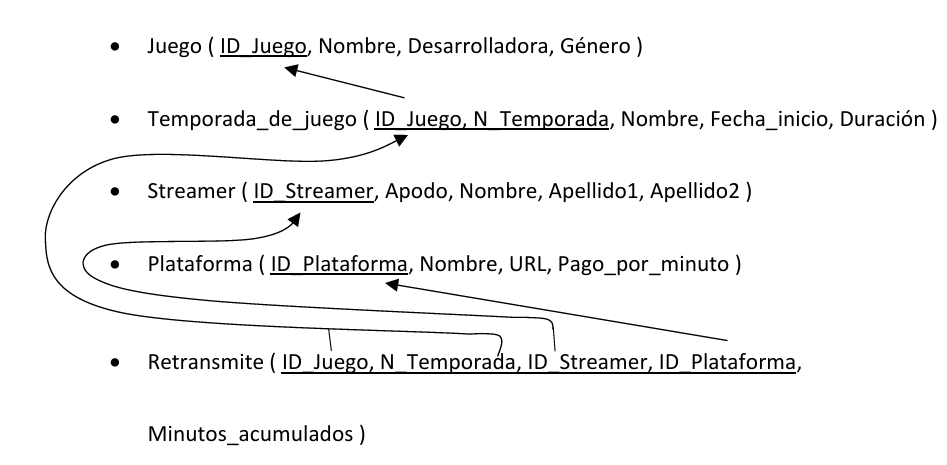 • Juego ( ID_Juego, Nombre, Desarrolladora, Género )
• Temporada_de_juego ( ID_Juego, N_Temporada, Nombre, Fecha_inicio, Duración )
• Streamer ( ID_Streamer, Apodo, Nombre, Apellido1, Apellido2 )
• Plataforma ( ID_Plataforma, Nombre, URL, Pago_por_minuto )
• Retransmite ( ID_Juego, N_Temporada, ID_Streamer, ID_Plataforma,
Minutos_acumulados )